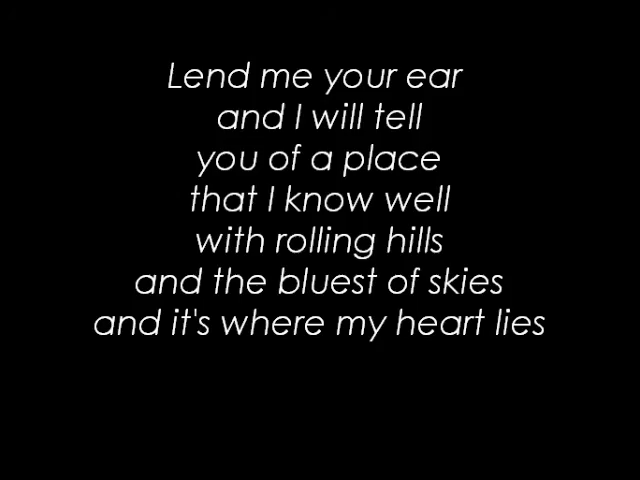 Lend me your ear
and I will tell
you of a place
that I know well
with rolling hills
and the bluest of skies
and it's where my heart lies